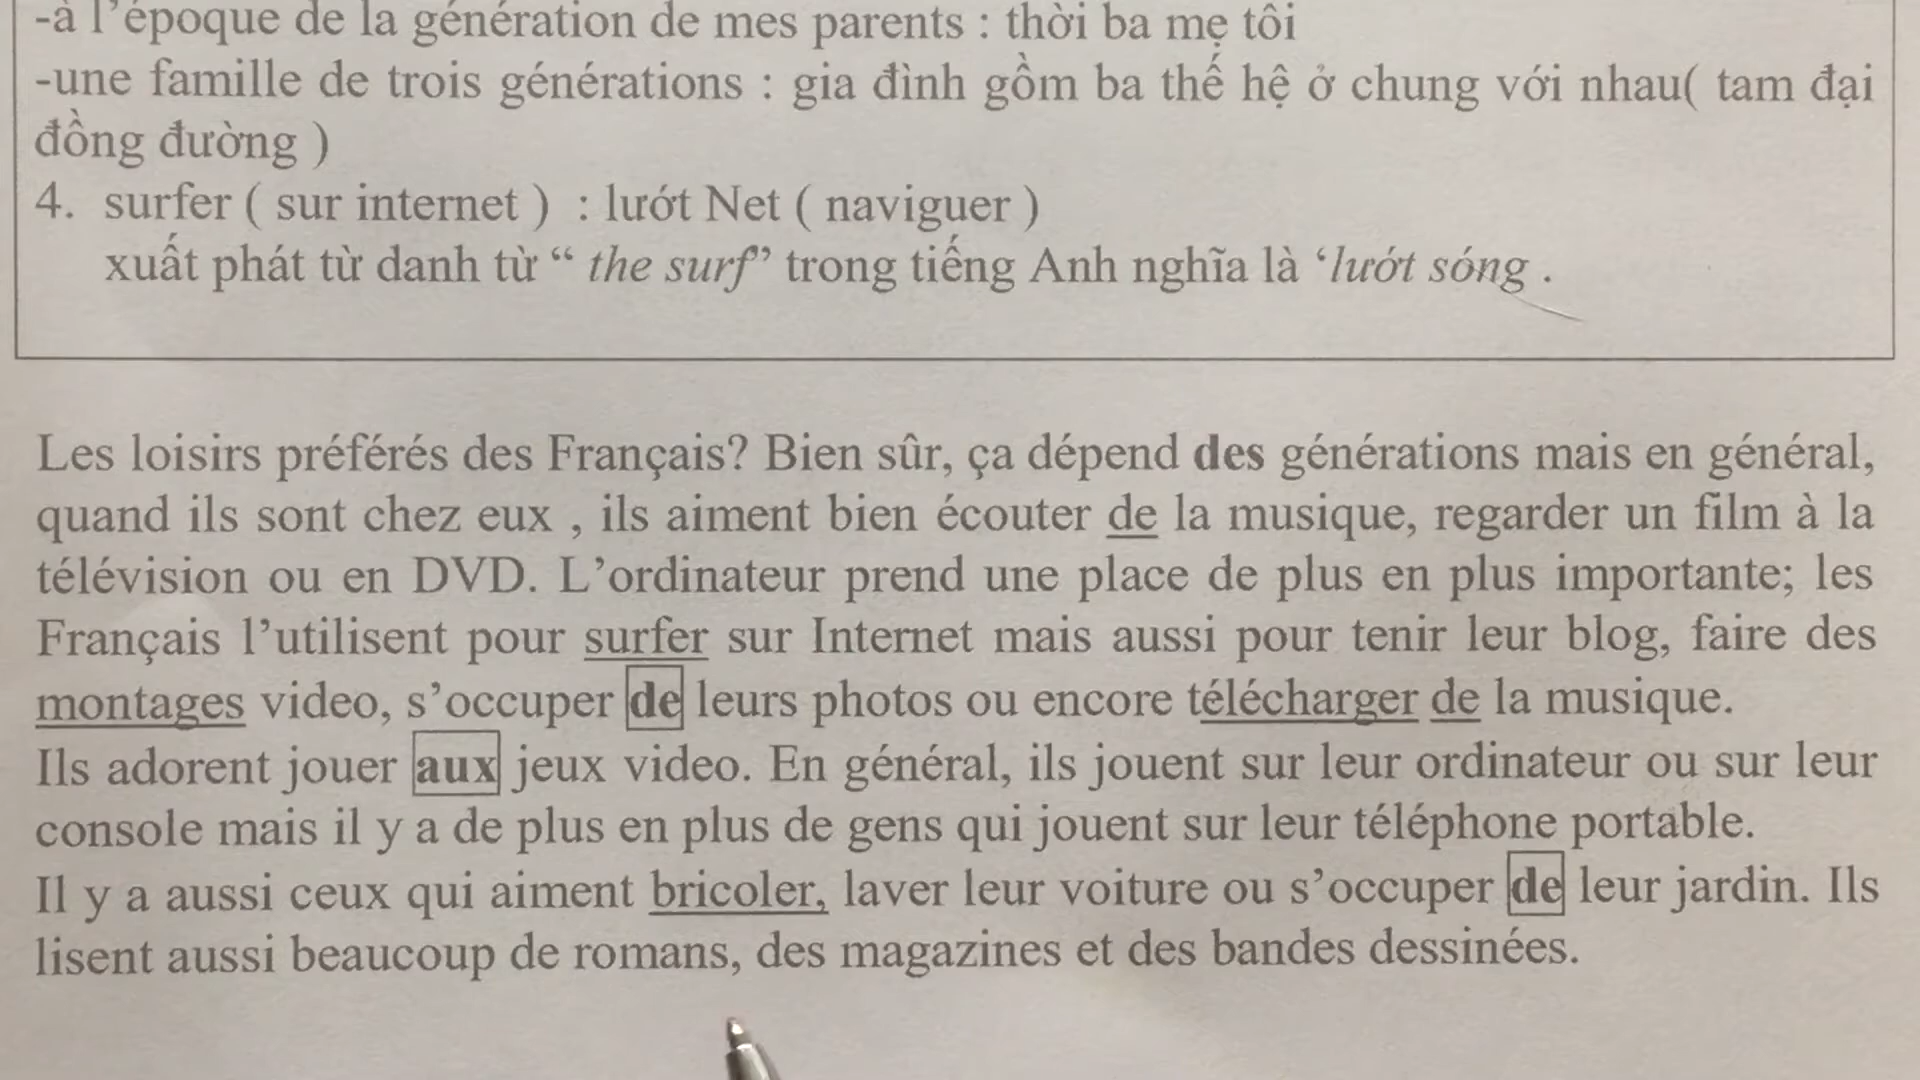 -à l’époque de la génération de mes parents : thời ba mẹ tôi
-une famille de trois générations : gia đình gồm ba thế hệ ở chung với nhau( tam đại
đồng đường )
4. surfer ( sur internet ) : lướt Net ( naviguer )
xuất phát từ danh từ “ the surf” trong tiếng Anh nghĩa là ‘lướt sóng .
Les loisirs préférés des Français? Bien sûr, ça dépend des générations mais en général,
quand ils sont chez eux , ils aiment bien écouter de la musique, regarder un film à la
télévision ou en DVD. L’ordinateur prend une place de plus en plus importante; les
Français l’utilisent pour surfer sur Internet mais aussi pour tenir leur blog, faire des
montages video, s’occuper de leurs photos ou encore télécharger de la musique.
Ils adorent jouer aux jeux video. En général, ils jouent sur leur ordinateur ou sur leur
console mais il y a de plus en plus de gens qui jouent sur leur téléphone portable.
Il y a aussi ceux qui aiment bricoler, laver leur voiture ou s’occuper de leur jardin. Ils
lisent aussi beaucoup de romans, des magazines et des bandes dessinées.